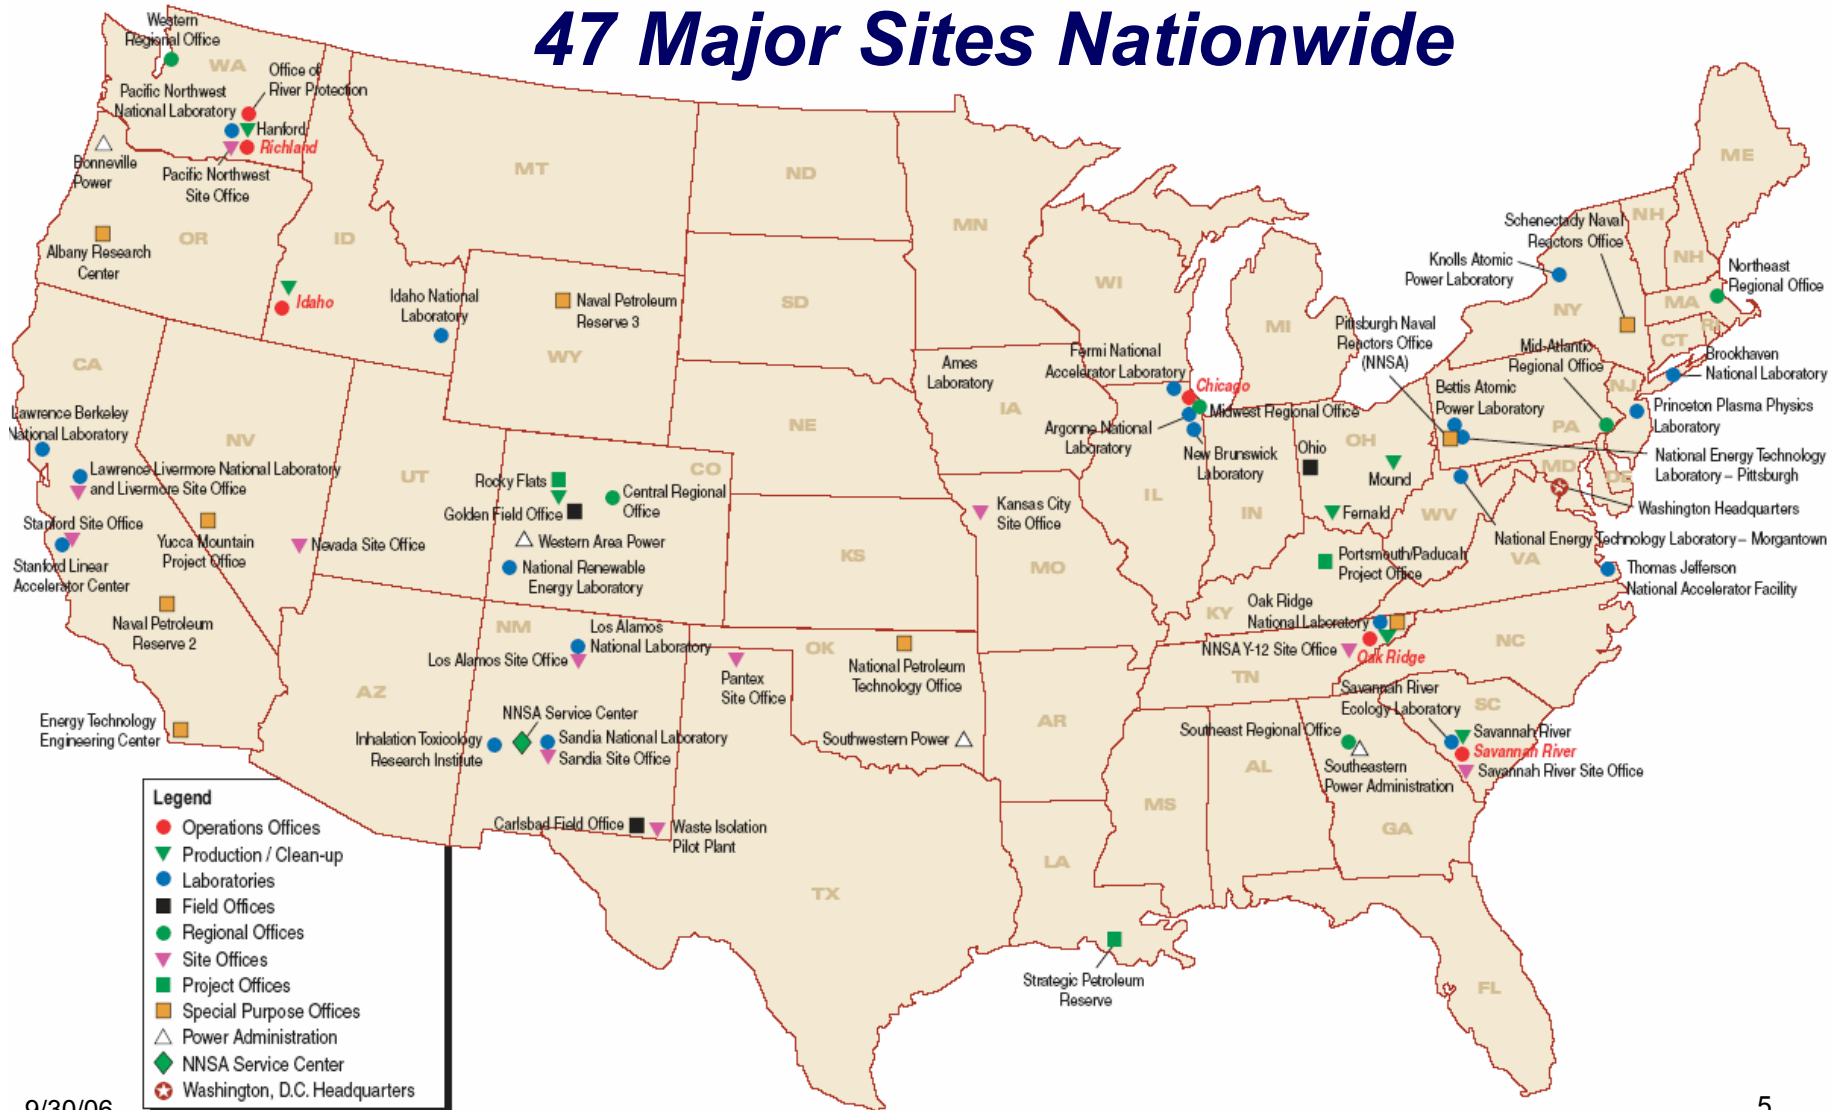 47 Major Sites Nationwide
Western
Regional Office
WA
Office of
River Protection
Pacific Northwest
National Laboratory
Hanford
Richland
Bonneville
Power
Pacific Northwest
Site Office
Albany Research
Center
OR
ID
MT
ND
MN
ME
Idaho
Idaho National
Laboratory
Naval Petroleum
Reserve 3
WY
SD
WI
MI
Schenectady Naval
Reactors Office
NH
NH
Knolls Atomic
Power Laboratory
Northeast
Regional Office
NY
MA
RI
CT
Pittsburgh Naval
Reactors Office
(NNSA)
Mid-Atlantic
Regional Office
Brookhaven
National Laboratory
NJ
Bettis Atomic
Power Laboratory
PA
Princeton Plasma Physics
Laboratory
Ames
Laboratory
IA
Fermi National
Accelerator Laboratory
Chicago
Midwest Regional Office
Argonne National
Laboratory
New Brunswick
Laboratory
Ohio
OH
Mound
Fernald
National Energy Technology
Laboratory – Pittsburgh
MD
DE
Washington Headquarters
National Energy Technology Laboratory – Morgantown
WV
VA
CA
Lawrence Berkeley
National Laboratory
NV
UT
CO
NE
Lawrence Livermore National Laboratory
and Livermore Site Office
Stanford Site Office
Stanford Linear
Accelerator Center
Yucca Mountain
Project Office
Nevada Site Office
Rocky Flats
Central Regional
Office
Golden Field Office
Western Area Power
National Renewable
Energy Laboratory
KS
Kansas City
Site Office
MO
IL
IN
Portsmouth/Paducah
Project Office
Thomas Jefferson
National Accelerator Facility
Naval Petroleum
Reserve 2
NM
Los Alamos
National Laboratory
Los Alamos Site Office
OK
National Petroleum
Technology Office
Pantex
Site Office
KY
Oak Ridge
National Laboratory
NNSA Y-12 Site Office
Oak Ridge
TN
NC
Savannah River
Ecology Laboratory
SC
AZ
Energy Technology
Engineering Center
NNSA Service Center
Inhalation Toxicology
Research Institute
Sandia National Laboratory
Sandia Site Office
Southwestern Power
AR
Southeast Regional Office
Southeastern
Power Administration
Savannah River
Savannah River
Savannah River Site Office
MS
AL
GA
Carlsbad Field Office
Waste Isolation
Pilot Plant
TX
LA
Strategic Petroleum
Reserve
FL
Legend
Operations Offices
Production / Clean-up
Laboratories
Field Offices
Regional Offices
Site Offices
Project Offices
Special Purpose Offices
Power Administration
NNSA Service Center
Washington, D.C. Headquarters
9/30/06
5